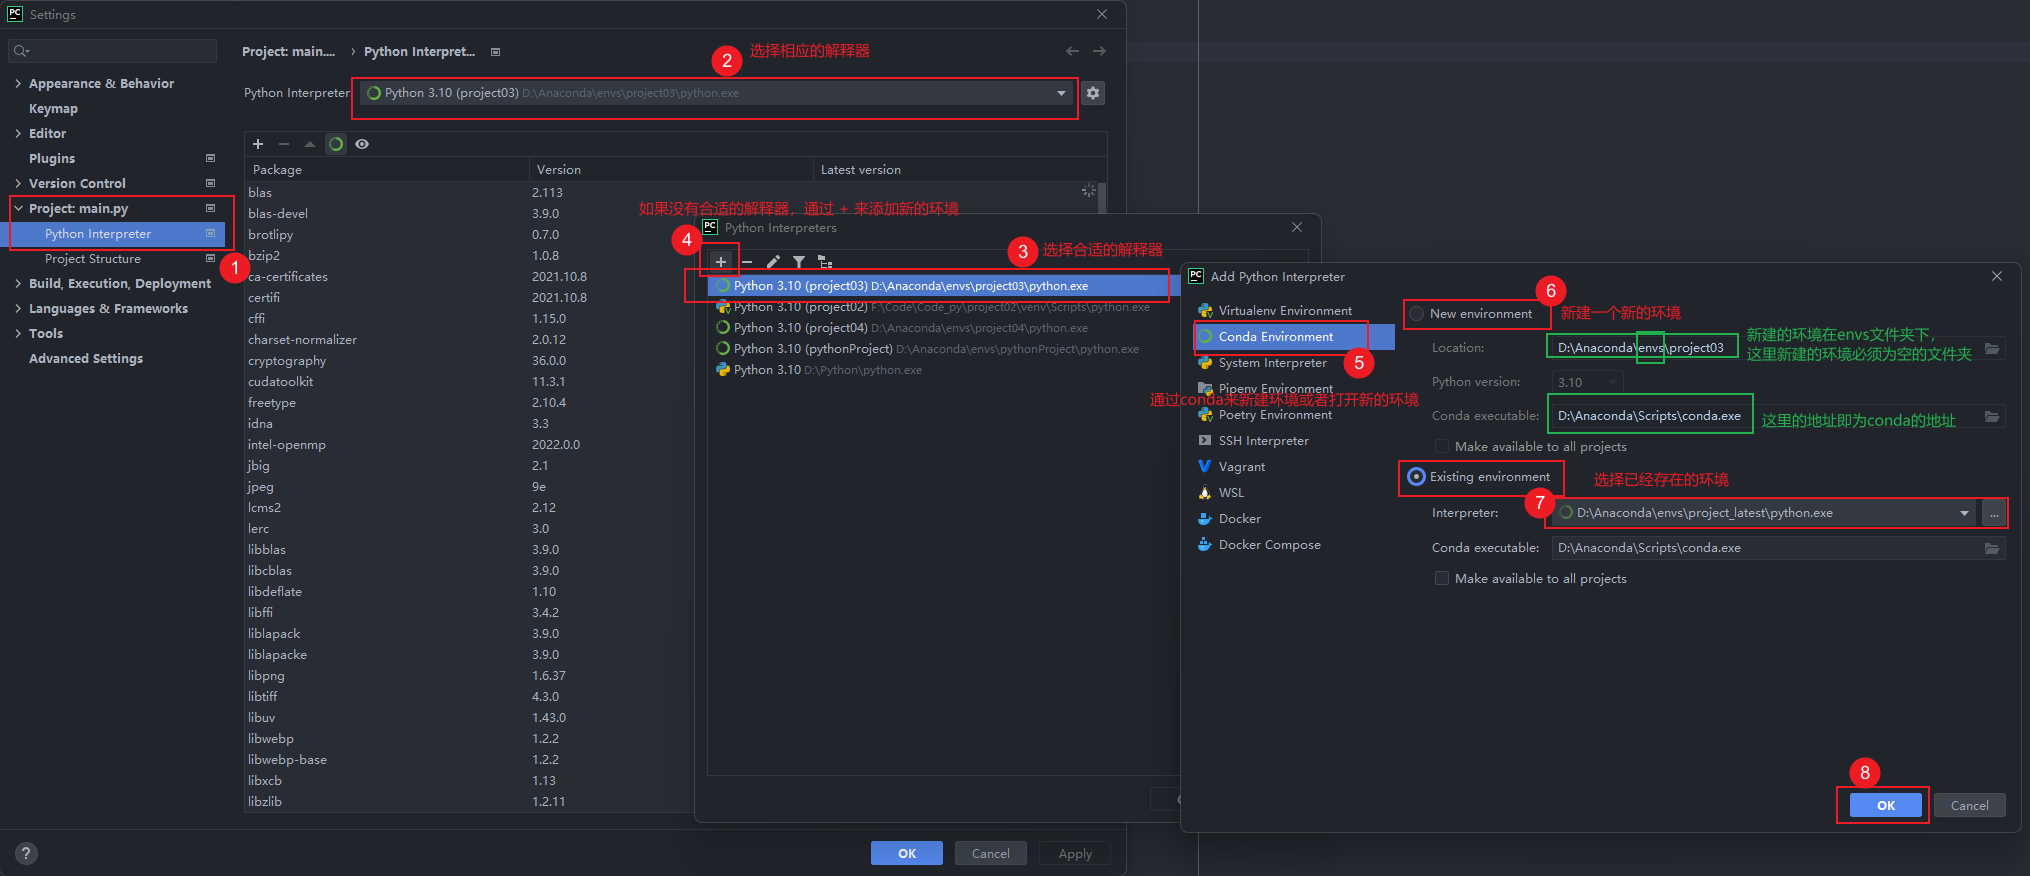 Settings
Appearance & Behavior
Keymap
Editor
Plugins
Version Control
Project: main.py
Python Interpreter
Project Structure
Build, Execution, Deployment
Languages & Frameworks
Tools
Advanced Settings
1
Project: main.... › Python Interpret...
2 选择相应的解释器
Python Interpreter: Python 3.10 (project03) D:\Anaconda\envs\project03\python.exe
Package Version Latest version
blas 2.113
blas-devel 3.9.0
brotlipy 0.7.0
bzip2 1.0.8
ca-certificates 2021.10.8
certifi 2021.10.8
cffi 1.15.0
charset-normalizer 2.0.12
cryptography 36.0.0
cudatoolkit 11.3.1
freetype 2.10.4
idna 3.3
intel-openmp 2022.0.0
jbig 2.1
jpeg 9e
lcms2 2.12
lerc 3.0
libblas 3.9.0
libcblas 3.9.0
libdeflate 1.10
libffi 3.4.2
liblapack 3.9.0
liblapacke 3.9.0
libpng 1.6.37
libtiff 4.3.0
libuv 1.43.0
libwebp 1.2.2
libwebp-base 1.2.2
libxcb 1.13
libzlib 1.2.11
OK Cancel Apply
?
如果没有合适的解释器，通过 + 来添加新的环境
Python Interpreters
4
3 选择合适的解释器
Python 3.10 (project03) D:\Anaconda\envs\project03\python.exe
Python 3.10 (project02) F:\Code\Code_py\project02\venv\Scripts\python.exe
Python 3.10 (project04) D:\Anaconda\envs\project04\python.exe
Python 3.10 (pythonProject) D:\Anaconda\envs\pythonProject\python.exe
Python 3.10 D:\Python\python.exe
Add Python Interpreter
Virtualenv Environment
Conda Environment
5
System Interpreter
Pipenv Environment
通过conda来新建环境或者打开新的环境
Poetry Environment
SSH Interpreter
Vagrant
WSL
Docker
Docker Compose
6
New environment 新建一个新的环境
Location: D:\Anaconda\envs\project03
新建的环境在envs文件夹下，
这里新建的环境必须为空的文件夹
Python version: 3.10
Conda executable: D:\Anaconda\Scripts\conda.exe 这里的地址即为conda的地址
Make available to all projects
Existing environment 选择已经存在的环境
7
Interpreter: D:\Anaconda\envs\project_latest\python.exe ...
Conda executable: D:\Anaconda\Scripts\conda.exe
Make available to all projects
8
OK Cancel